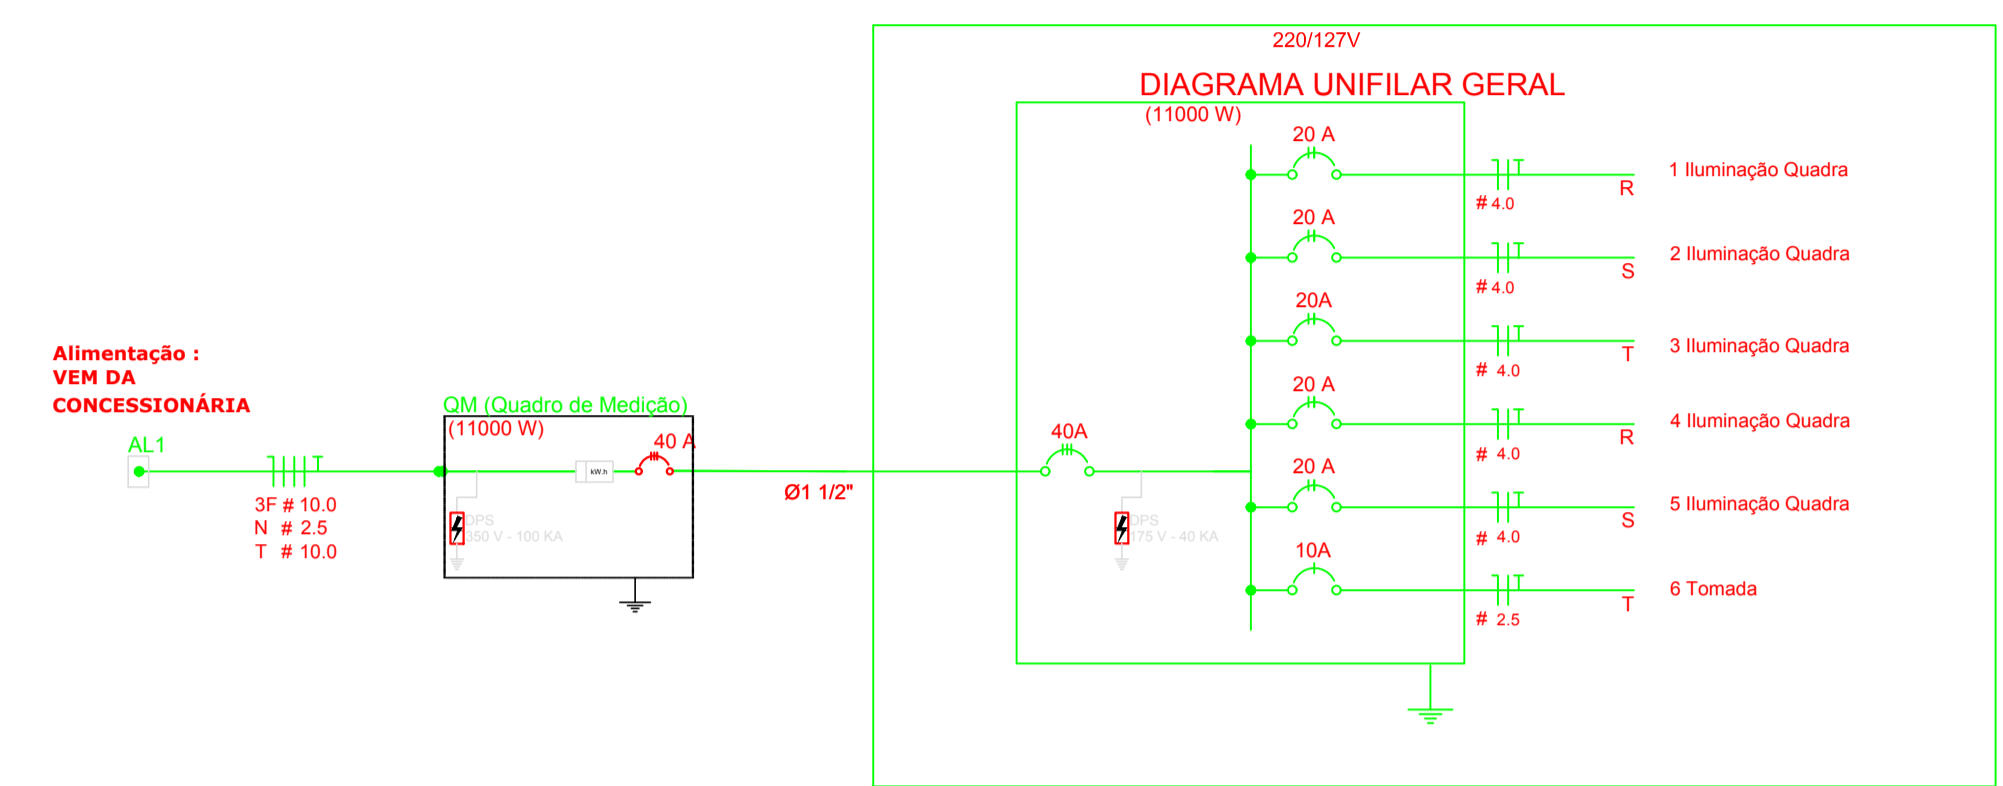 220/127V
DIAGRAMA UNIFILAR GERAL
(11000 W)
20 A
1 Iluminação Quadra
R
# 4.0
20 A
2 Iluminação Quadra
S
# 4.0
20A
3 Iluminação Quadra
T
# 4.0
20 A
4 Iluminação Quadra
R
# 4.0
20 A
5 Iluminação Quadra
S
# 4.0
10A
6 Tomada
T
# 2.5
Alimentação :
VEM DA
CONCESSIONÁRIA
AL1
3F # 10.0
N # 2.5
T # 10.0
QM (Quadro de Medição)
(11000 W)
40 A
kW.h
DPS
350 V - 100 KA
Ø1 1/2"
40A
DPS
175 V - 40 KA